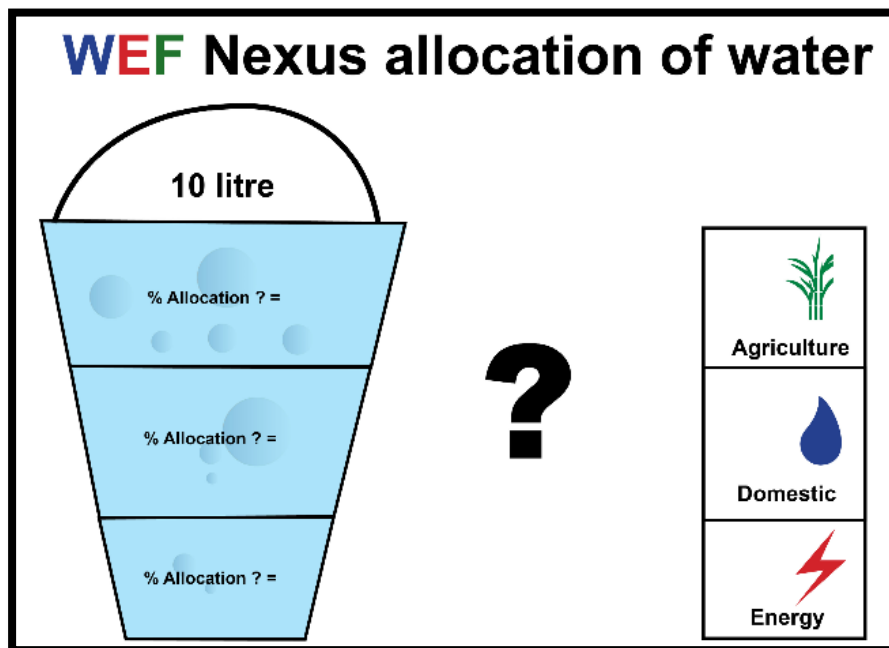 WEF Nexus allocation of water
10 litre
% Allocation ? =
% Allocation ? =
% Allocation ? =
?
Agriculture
Domestic
Energy